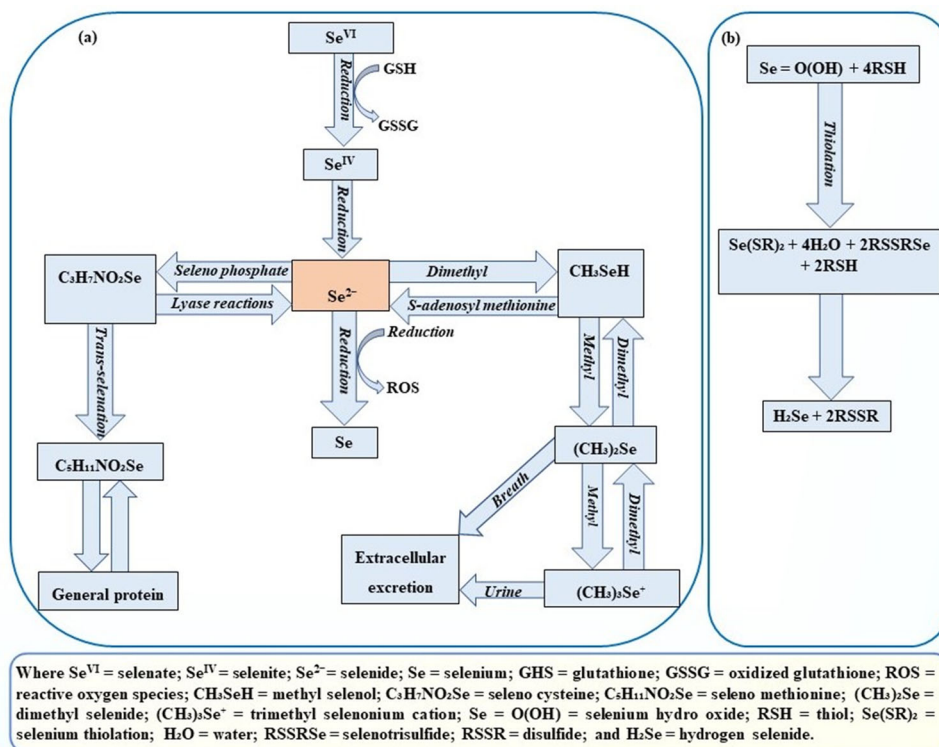 (a)
Se^VI
Reduction
GSH
GSSG
Se^IV
Reduction
C₃H₇NO₂Se
Seleno phosphate
Lyase reactions
Se²⁻
Dimethyl
S-adenosyl methionine
CH₃SeH
Trans-selenation
Reduction
Reduction
ROS
Se
Methyl
Dimethyl
C₅H₁₁NO₂Se
(CH₃)₂Se
Breath
Methyl
Dimethyl
Extracellular
excretion
General protein
Urine
(CH₃)₃Se⁺
(b)
Se = O(OH) + 4RSH
Thiolation
Se(SR)₂ + 4H₂O + 2RSSRSe
+ 2RSH
H₂Se + 2RSSR
Where Se^VI = selenate; Se^IV = selenite; Se²⁻ = selenide; Se = selenium; GHS = glutathione; GSSG = oxidized glutathione; ROS =
reactive oxygen species; CH₃SeH = methyl selenol; C₃H₇NO₂Se = seleno cysteine; C₅H₁₁NO₂Se = seleno methionine; (CH₃)₂Se =
dimethyl selenide; (CH₃)₃Se⁺ = trimethyl selenonium cation; Se = O(OH) = selenium hydro oxide; RSH = thiol; Se(SR)₂ =
selenium thiolation; H₂O = water; RSSRSe = selenotrisulfide; RSSR = disulfide; and H₂Se = hydrogen selenide.